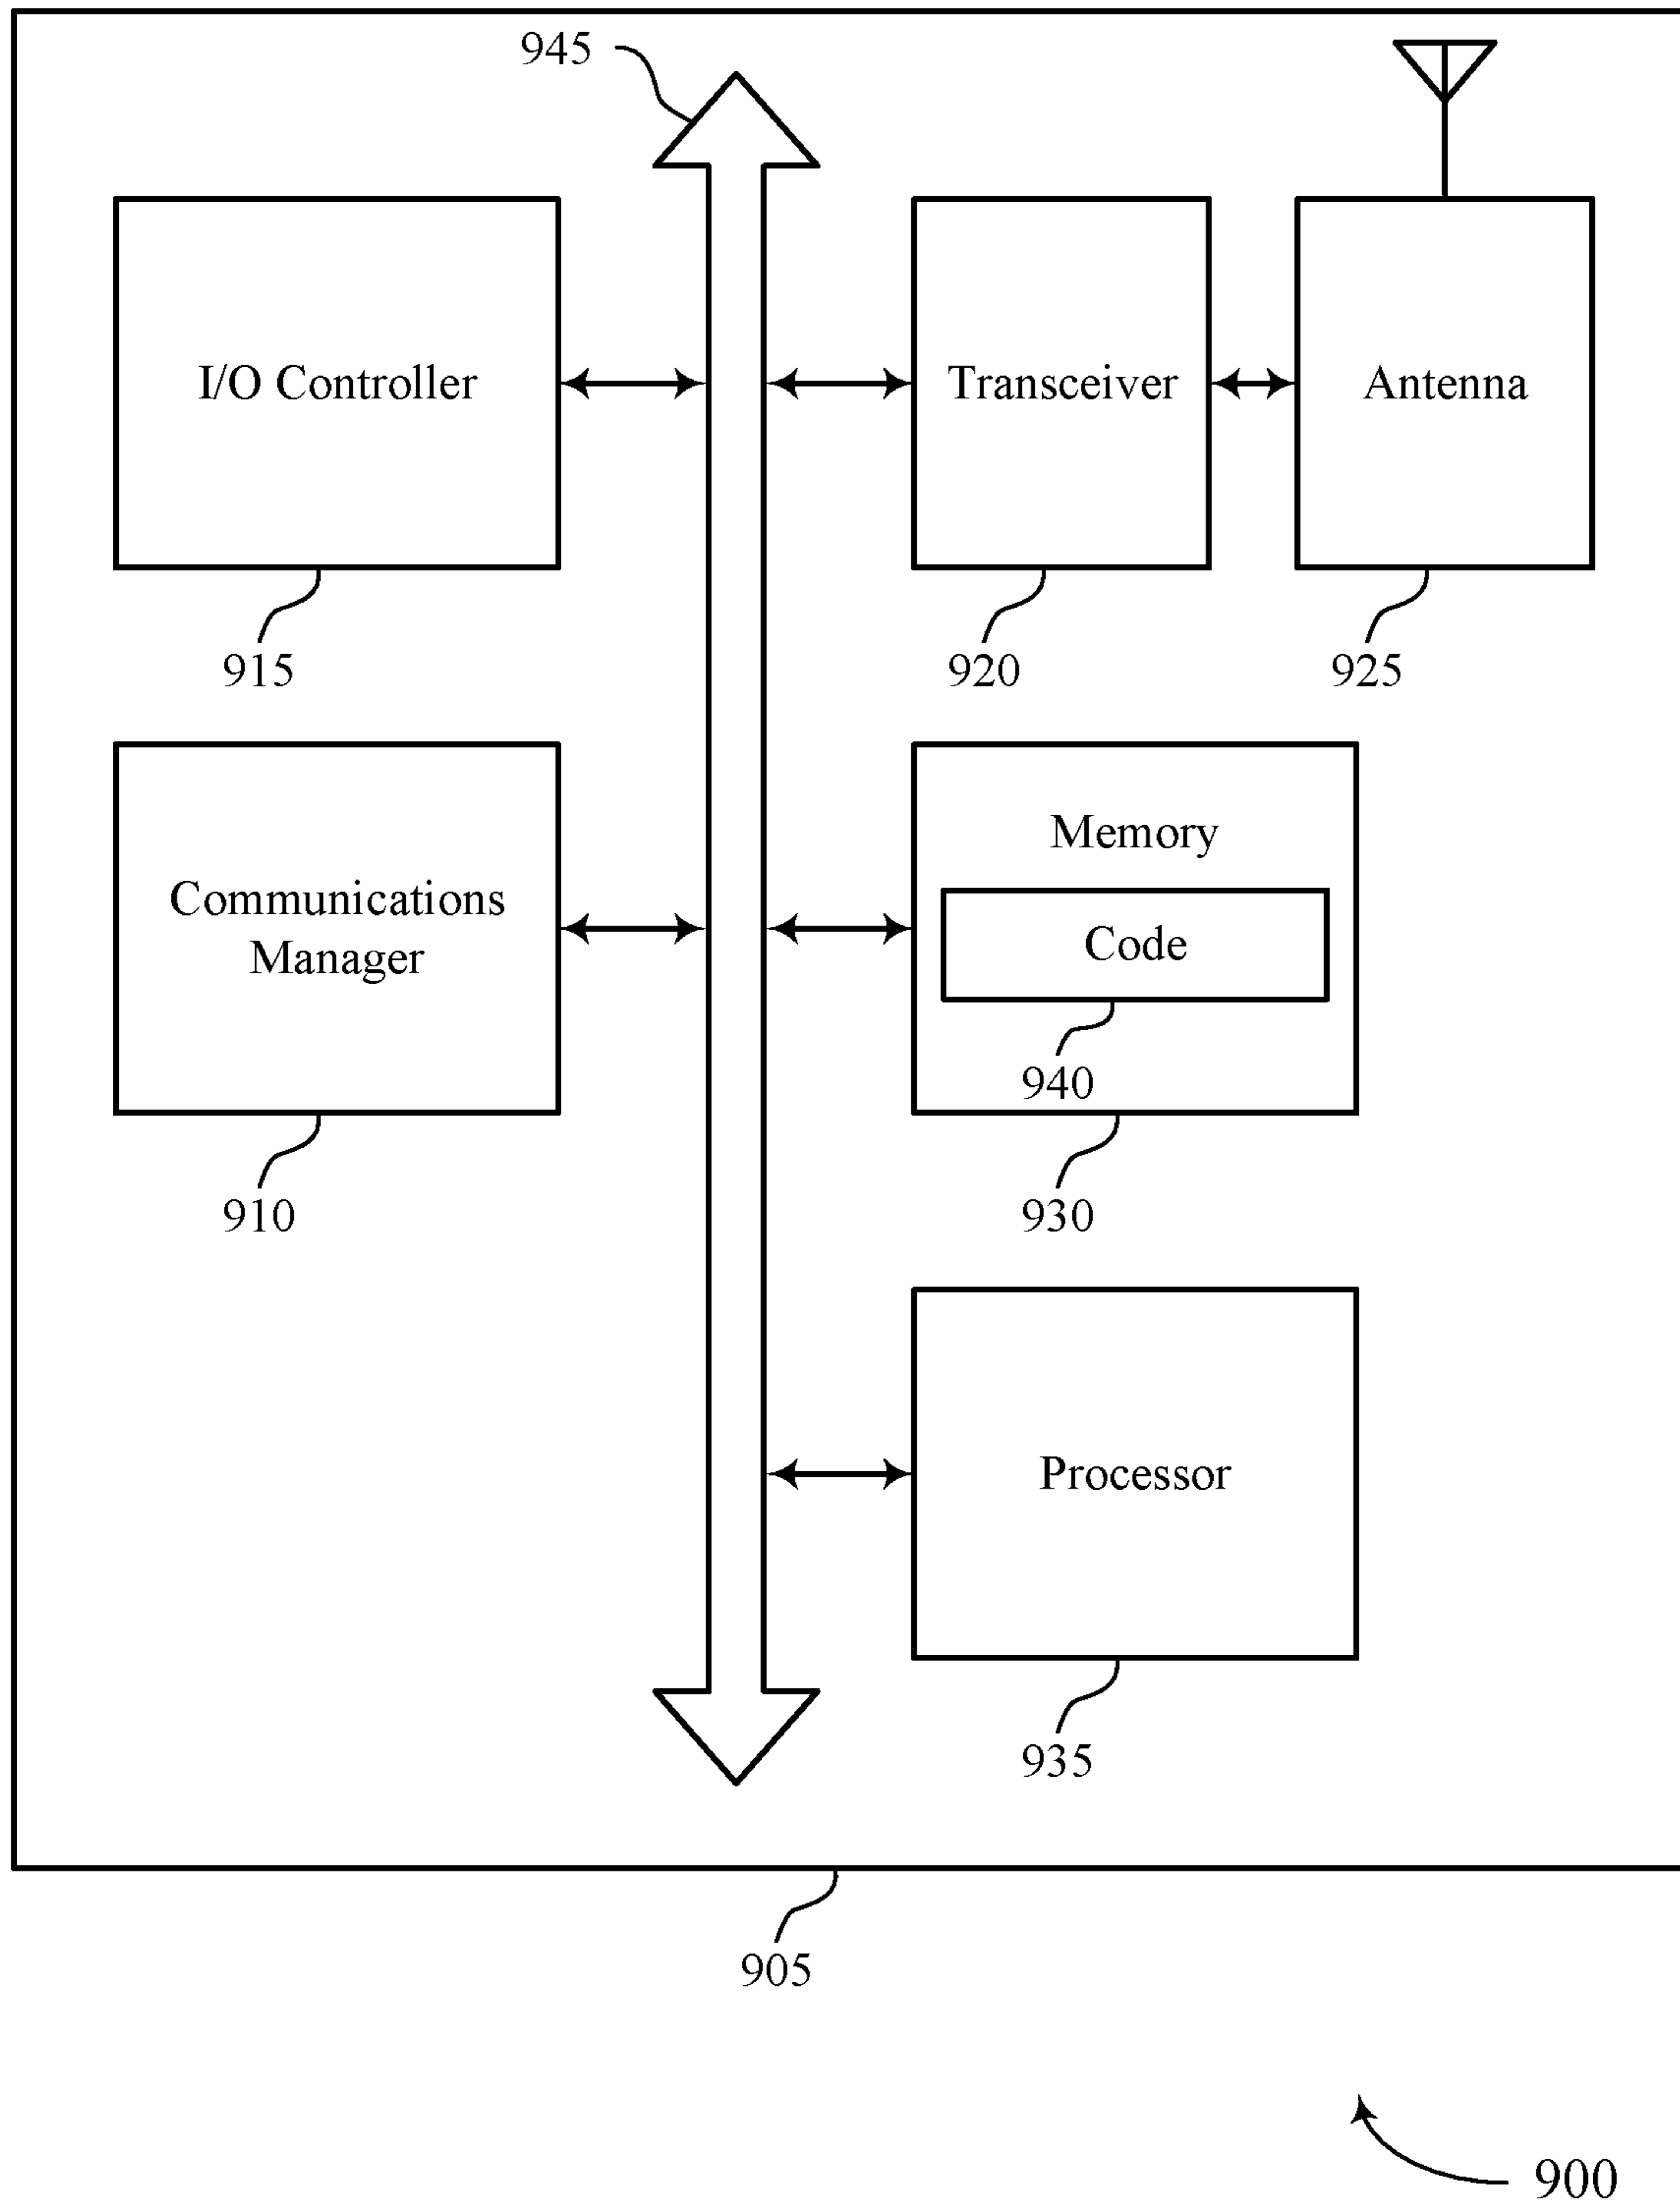 945
I/O Controller
Transceiver
Antenna
915
920
925
Communications
Manager
Memory
Code
940
910
930
Processor
935
905
900